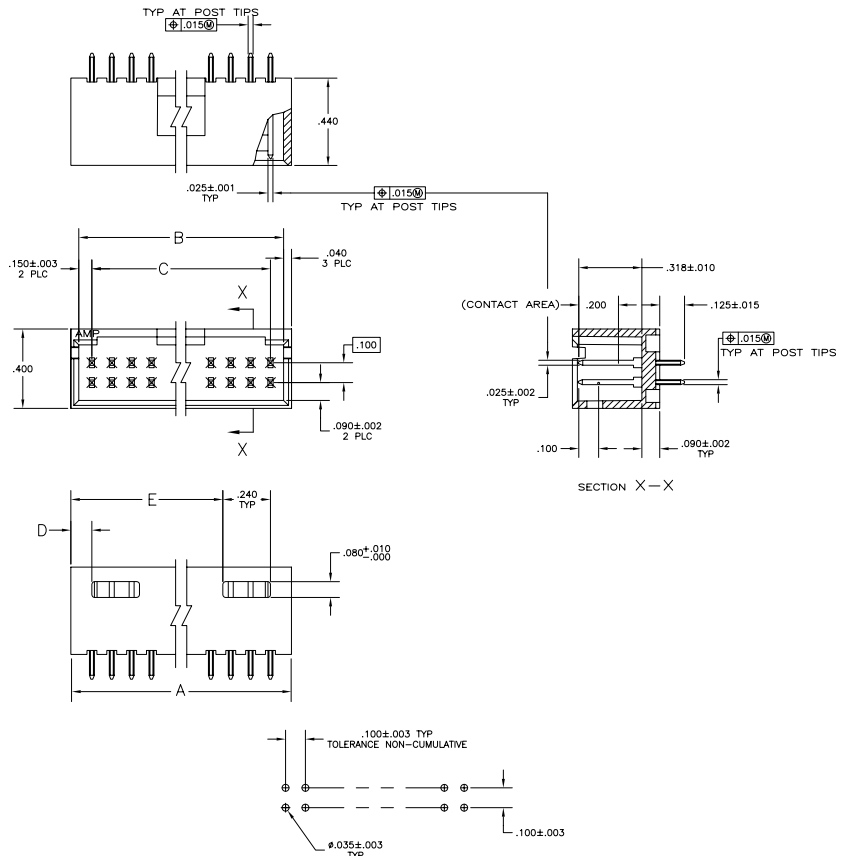 TYP AT POST TIPS
⌖ .015Ⓜ
.440
.025±.001
TYP
⌖ .015Ⓜ
TYP AT POST TIPS
B
.150±.003
2 PLC
C
.040
3 PLC
X
AMP
.100
.400
.090±.002
2 PLC
X
.318±.010
(CONTACT AREA)
.200
.125±.015
⌖ .015Ⓜ
TYP AT POST TIPS
.025±.002
TYP
.100
.090±.002
TYP
SECTION X-X
E
.240
TYP
D
.080+.010
-.000
A
.100±.003 TYP
TOLERANCE NON-CUMULATIVE
.100±.003
ø.035±.003
TYP